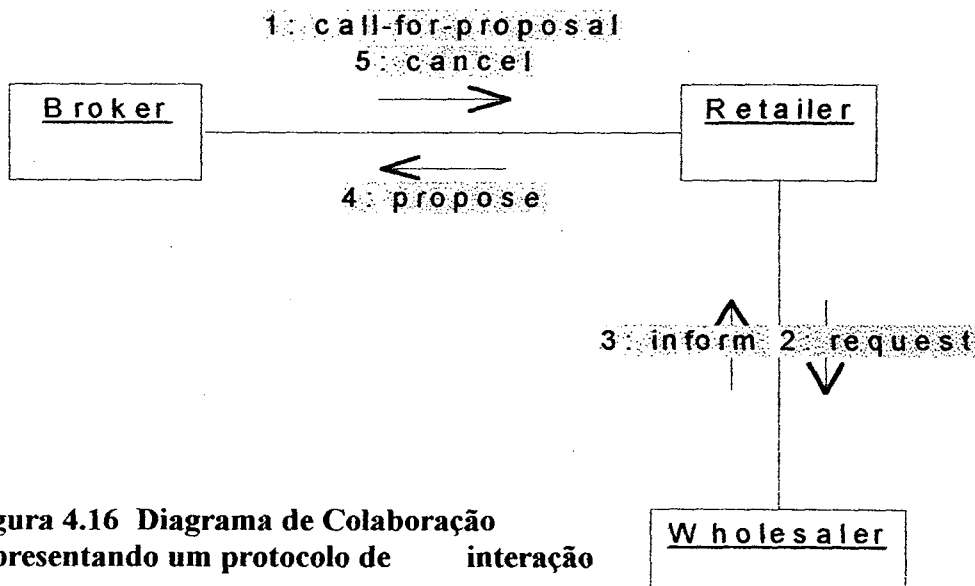 1: call-for-proposal
5: cancel
Broker
Retailer
4: propose
3: inform 2: request
gura 4.16 Diagrama de Colaboração
presentando um protocolo de interação
Wholesaler